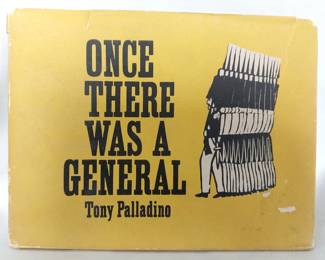 ONCE
THERE
WAS A
GENERAL
Tony Palladino